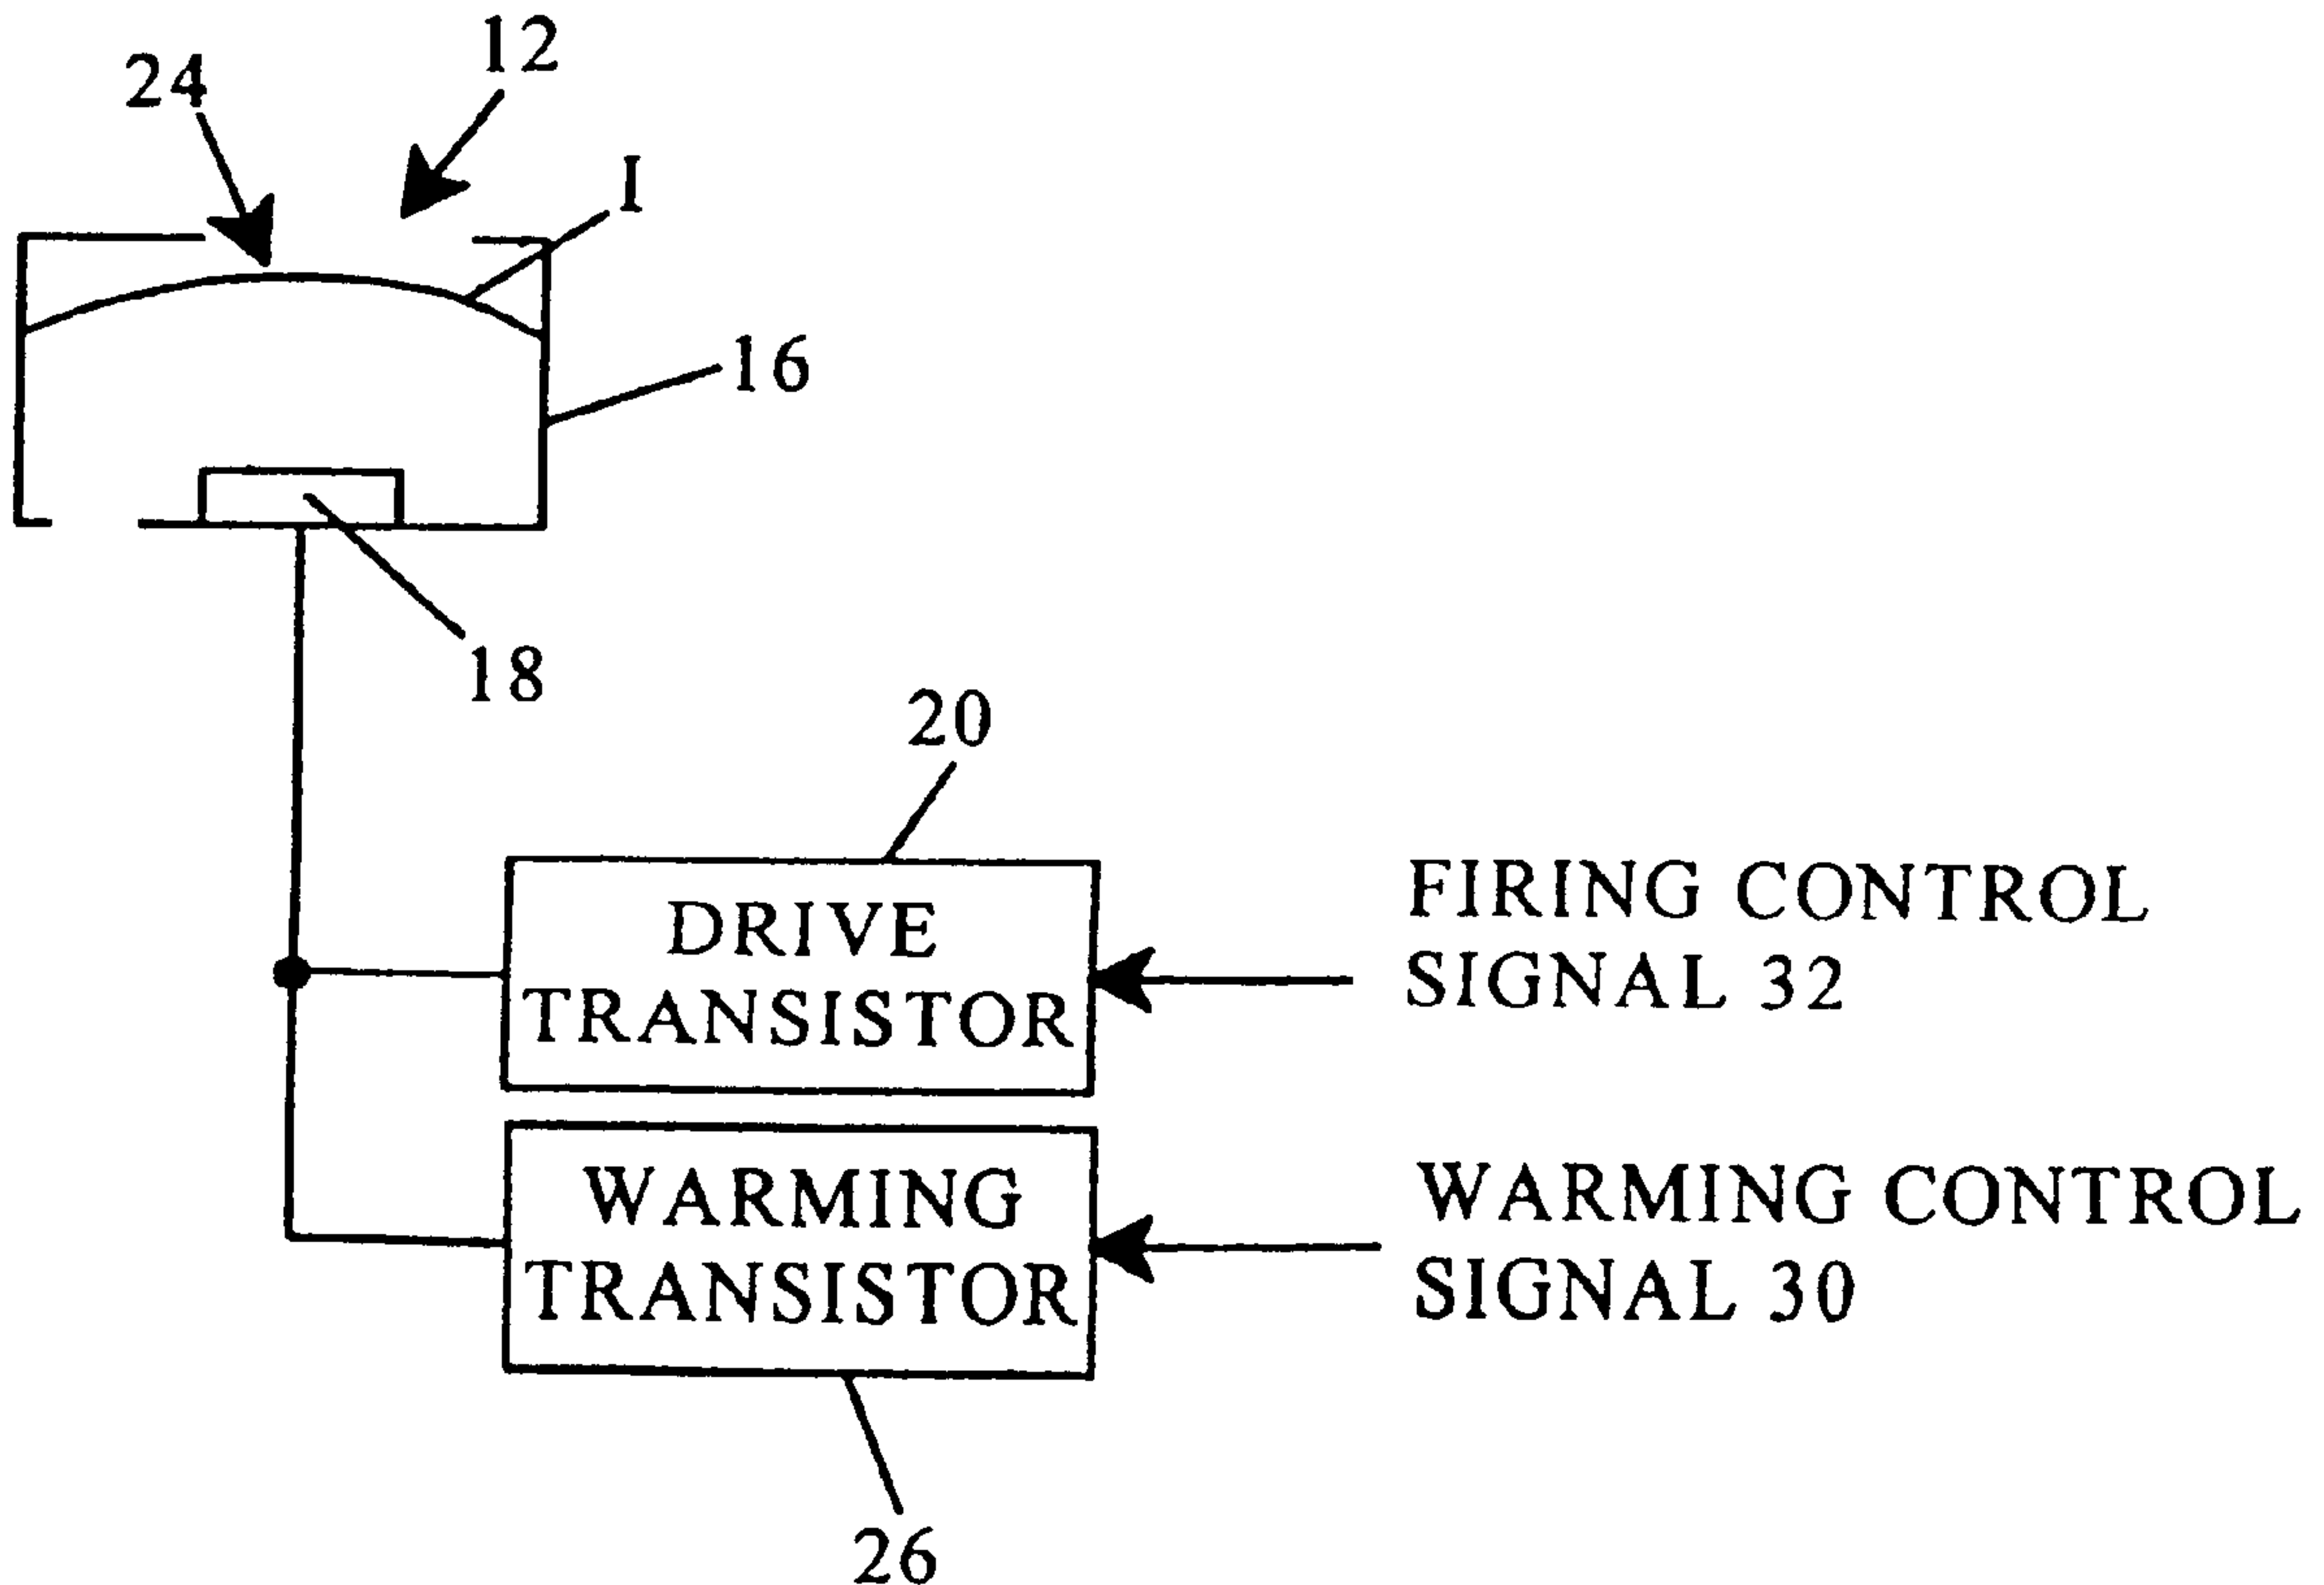 12
24
I
16
18
20
DRIVE
TRANSISTOR
FIRING CONTROL
SIGNAL 32
WARMING
TRANSISTOR
WARMING CONTROL
SIGNAL 30
26